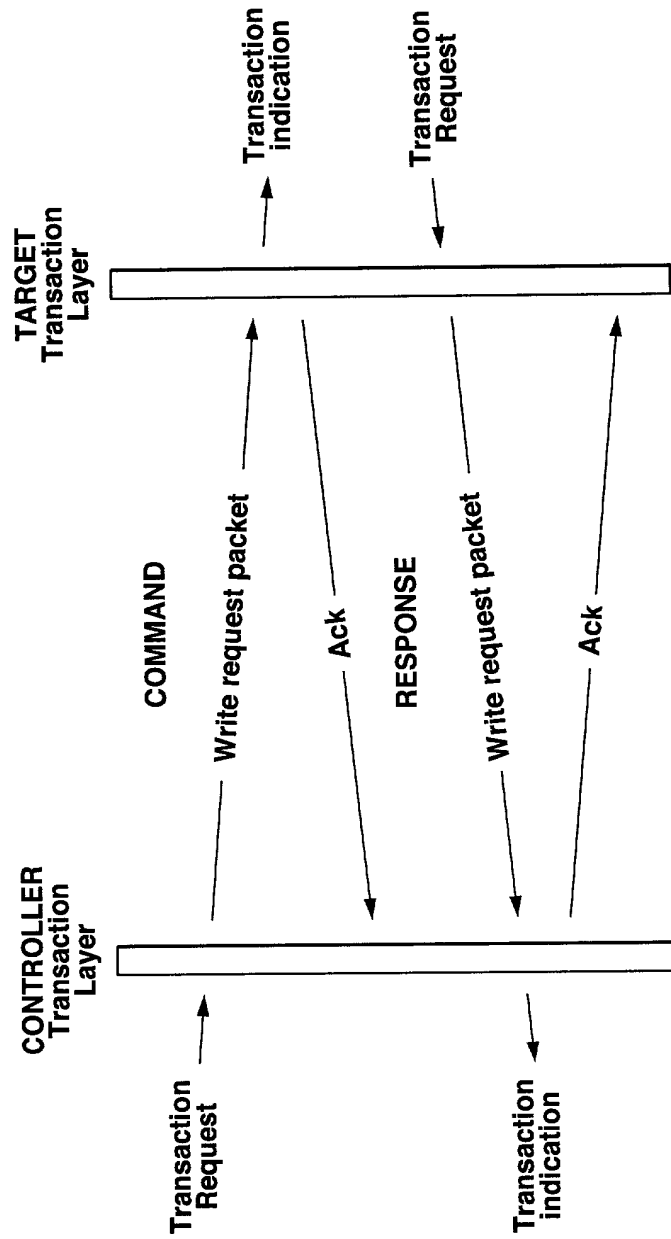 CONTROLLER
Transaction
Layer
TARGET
Transaction
Layer
Transaction
Request
COMMAND
Write request packet
Transaction
indication
Ack
RESPONSE
Transaction
Request
Write request packet
Transaction
indication
Ack